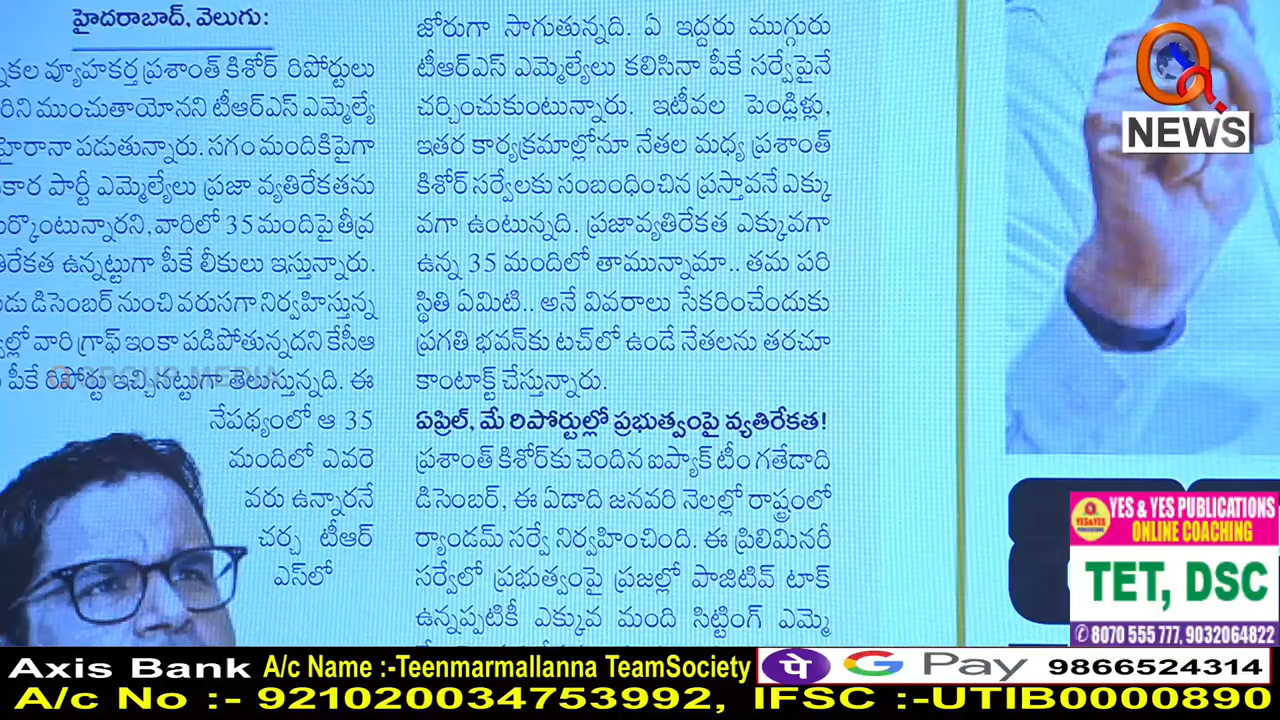 హైదరాబాద్, వెలుగు:
వ్యూహకర్త ప్రశాంత్ కిశోర్ రిపోర్టులు
ముంచుతాయోనని టీఆర్ఎస్ ఎమ్మెల్యే
హైరానా పడుతున్నారు. సగం మందికిపైగా
పార్టీ ఎమ్మెల్యేలు ప్రజా వ్యతిరేకతను
వారిలో 35 మందిపై తీవ్ర
ఉన్నట్టుగా పీకే లీకులు ఇస్తున్నారు.
డిసెంబర్ నుంచి వరుసగా నిర్వహిస్తున్న
వారి గ్రాఫ్ ఇంకా పడిపోతున్నదని కేసీఆ
పీకే రిపోర్టు ఇచ్చినట్టుగా తెలుస్తున్నది. ఈ
నేపథ్యంలో ఆ 35
మందిలో ఎవరె
వరు ఉన్నారనే
చర్చ టీఆర్
ఎస్‌లో
జోరుగా సాగుతున్నది. ఏ ఇద్దరు ముగ్గురు
టీఆర్ఎస్ ఎమ్మెల్యేలు కలిసినా పీకే సర్వేపైనే
చర్చించుకుంటున్నారు. ఇటీవల పెండ్లిళ్లు,
ఇతర కార్యక్రమాల్లోనూ నేతల మధ్య ప్రశాంత్
కిశోర్ సర్వేలకు సంబంధించిన ప్రస్తావనే ఎక్కు
వగా ఉంటున్నది. ప్రజావ్యతిరేకత ఎక్కువగా
ఉన్న 35 మందిలో తామున్నామా.. తమ పరి
స్థితి ఏమిటి.. అనే వివరాలు సేకరించేందుకు
ప్రగతి భవన్‌కు టచ్‌లో ఉండే నేతలను తరచూ
కాంటాక్ట్ చేస్తున్నారు.
ఏప్రిల్, మే రిపోర్టుల్లో ప్రభుత్వంపై వ్యతిరేకత!
ప్రశాంత్ కిశోర్‌కు చెందిన ఐప్యాక్ టీం గతేడాది
డిసెంబర్, ఈ ఏడాది జనవరి నెలల్లో రాష్ట్రంలో
ర్యాండమ్ సర్వే నిర్వహించింది. ఈ ప్రిలిమినరీ
సర్వేలో ప్రభుత్వంపై ప్రజల్లో పాజిటివ్ టాక్
ఉన్నప్పటికీ ఎక్కువ మంది సిట్టింగ్ ఎమ్మె
Q
NEWS
YES & YES PUBLICATIONS
ONLINE COACHING
TET, DSC
8070 555 777, 9032064822
Axis Bank A/c Name :-Teenmarmallanna TeamSociety
G Pay 9866524314
A/c No :- 921020034753992, IFSC :-UTIB0000890